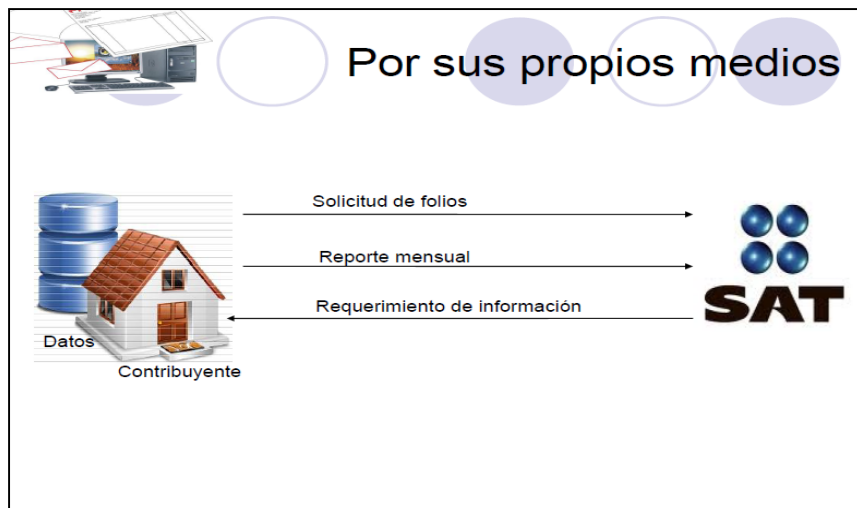 Por sus propios medios
Solicitud de folios
Reporte mensual
Requerimiento de información
SAT
Datos
Contribuyente